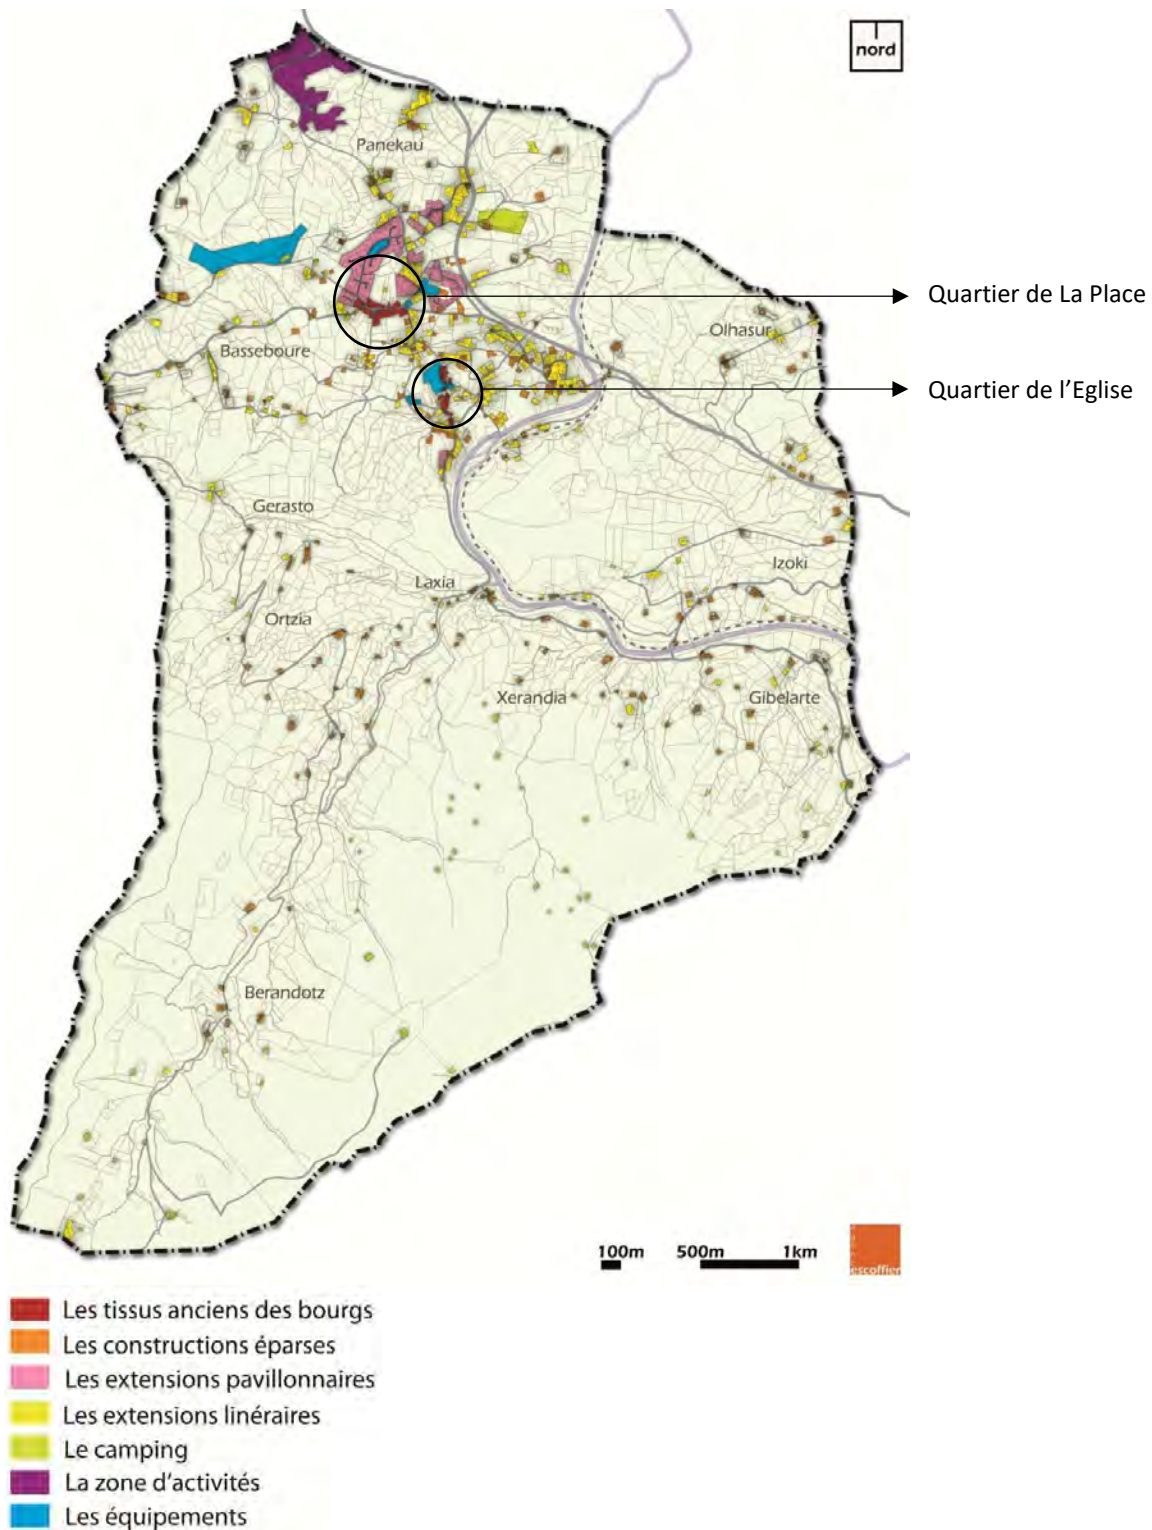 nord
Panekau
Quartier de La Place
Olhasur
Basseboure
Quartier de l’Eglise
Gerasto
Izoki
Laxia
Ortzia
Xerandia
Gibelarte
Berandotz
100m 500m 1km
escoffier
Les tissus anciens des bourgs
Les constructions éparses
Les extensions pavillonnaires
Les extensions linéraires
Le camping
La zone d'activités
Les équipements